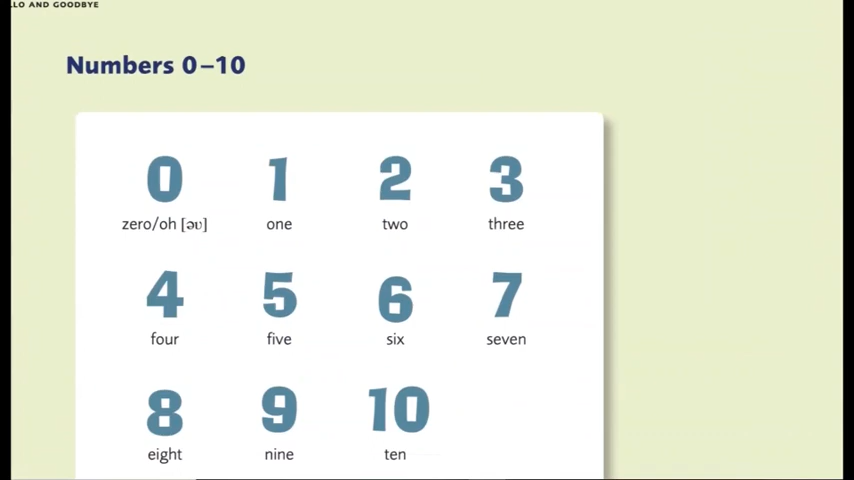 LO AND GOODBYE
Numbers 0–10
0 1 2 3
zero/oh [əʊ] one two three
4 5 6 7
four five six seven
8 9 10
eight nine ten